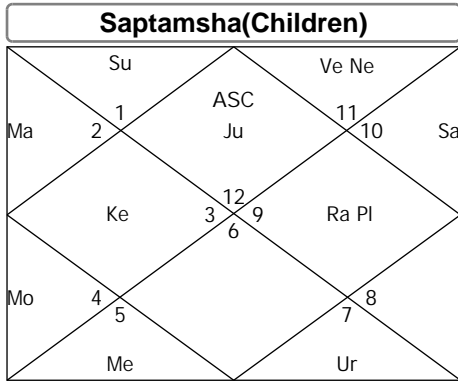 Saptamsha(Children)
Su
Ve Ne
ASC
1
11
Ma
2
Ju
10
Sa
12
Ke
3
9
Ra Pl
6
Mo
4
8
5
7
Me
Ur